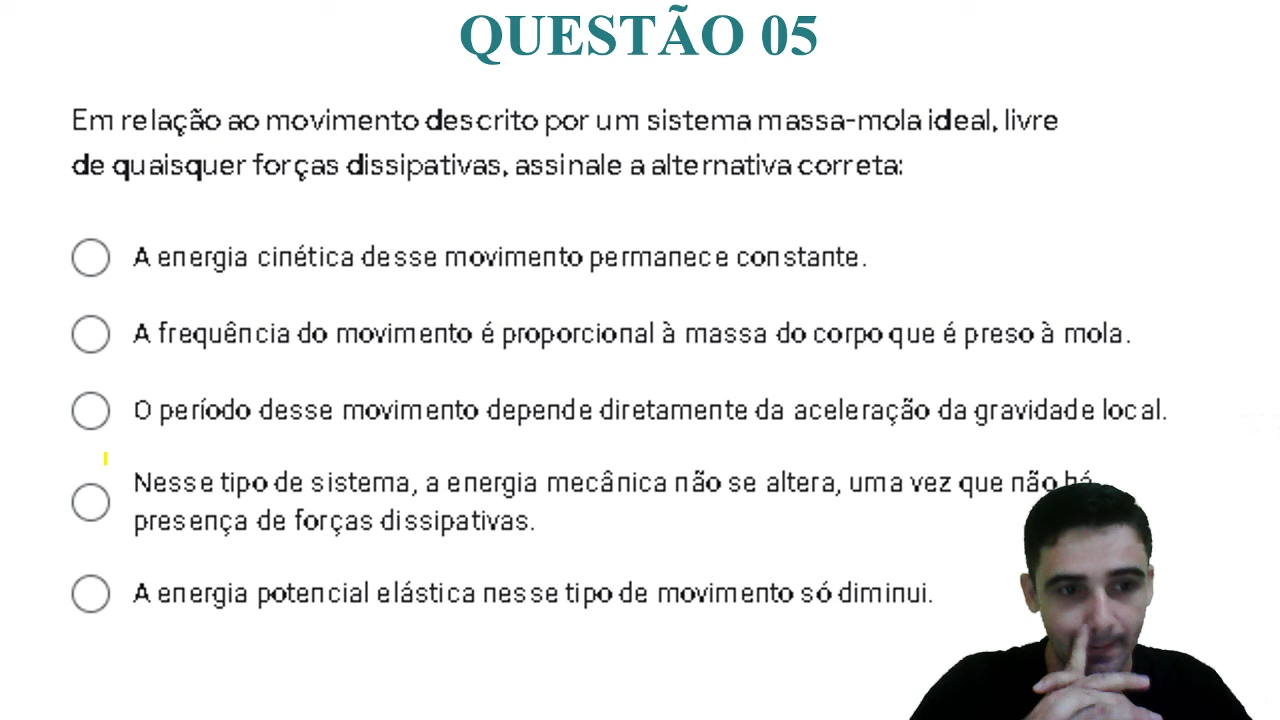 QUESTÃO 05
Em relação ao movimento descrito por um sistema massa-mola ideal, livre
de quaisquer forças dissipativas, assinale a alternativa correta:
A energia cinética desse movimento permanece constante.
A frequência do movimento é proporcional à massa do corpo que é preso à mola.
O período desse movimento depende diretamente da aceleração da gravidade local.
Nesse tipo de sistema, a energia mecânica não se altera, uma vez que não há
presença de forças dissipativas.
A energia potencial elástica nesse tipo de movimento só diminui.